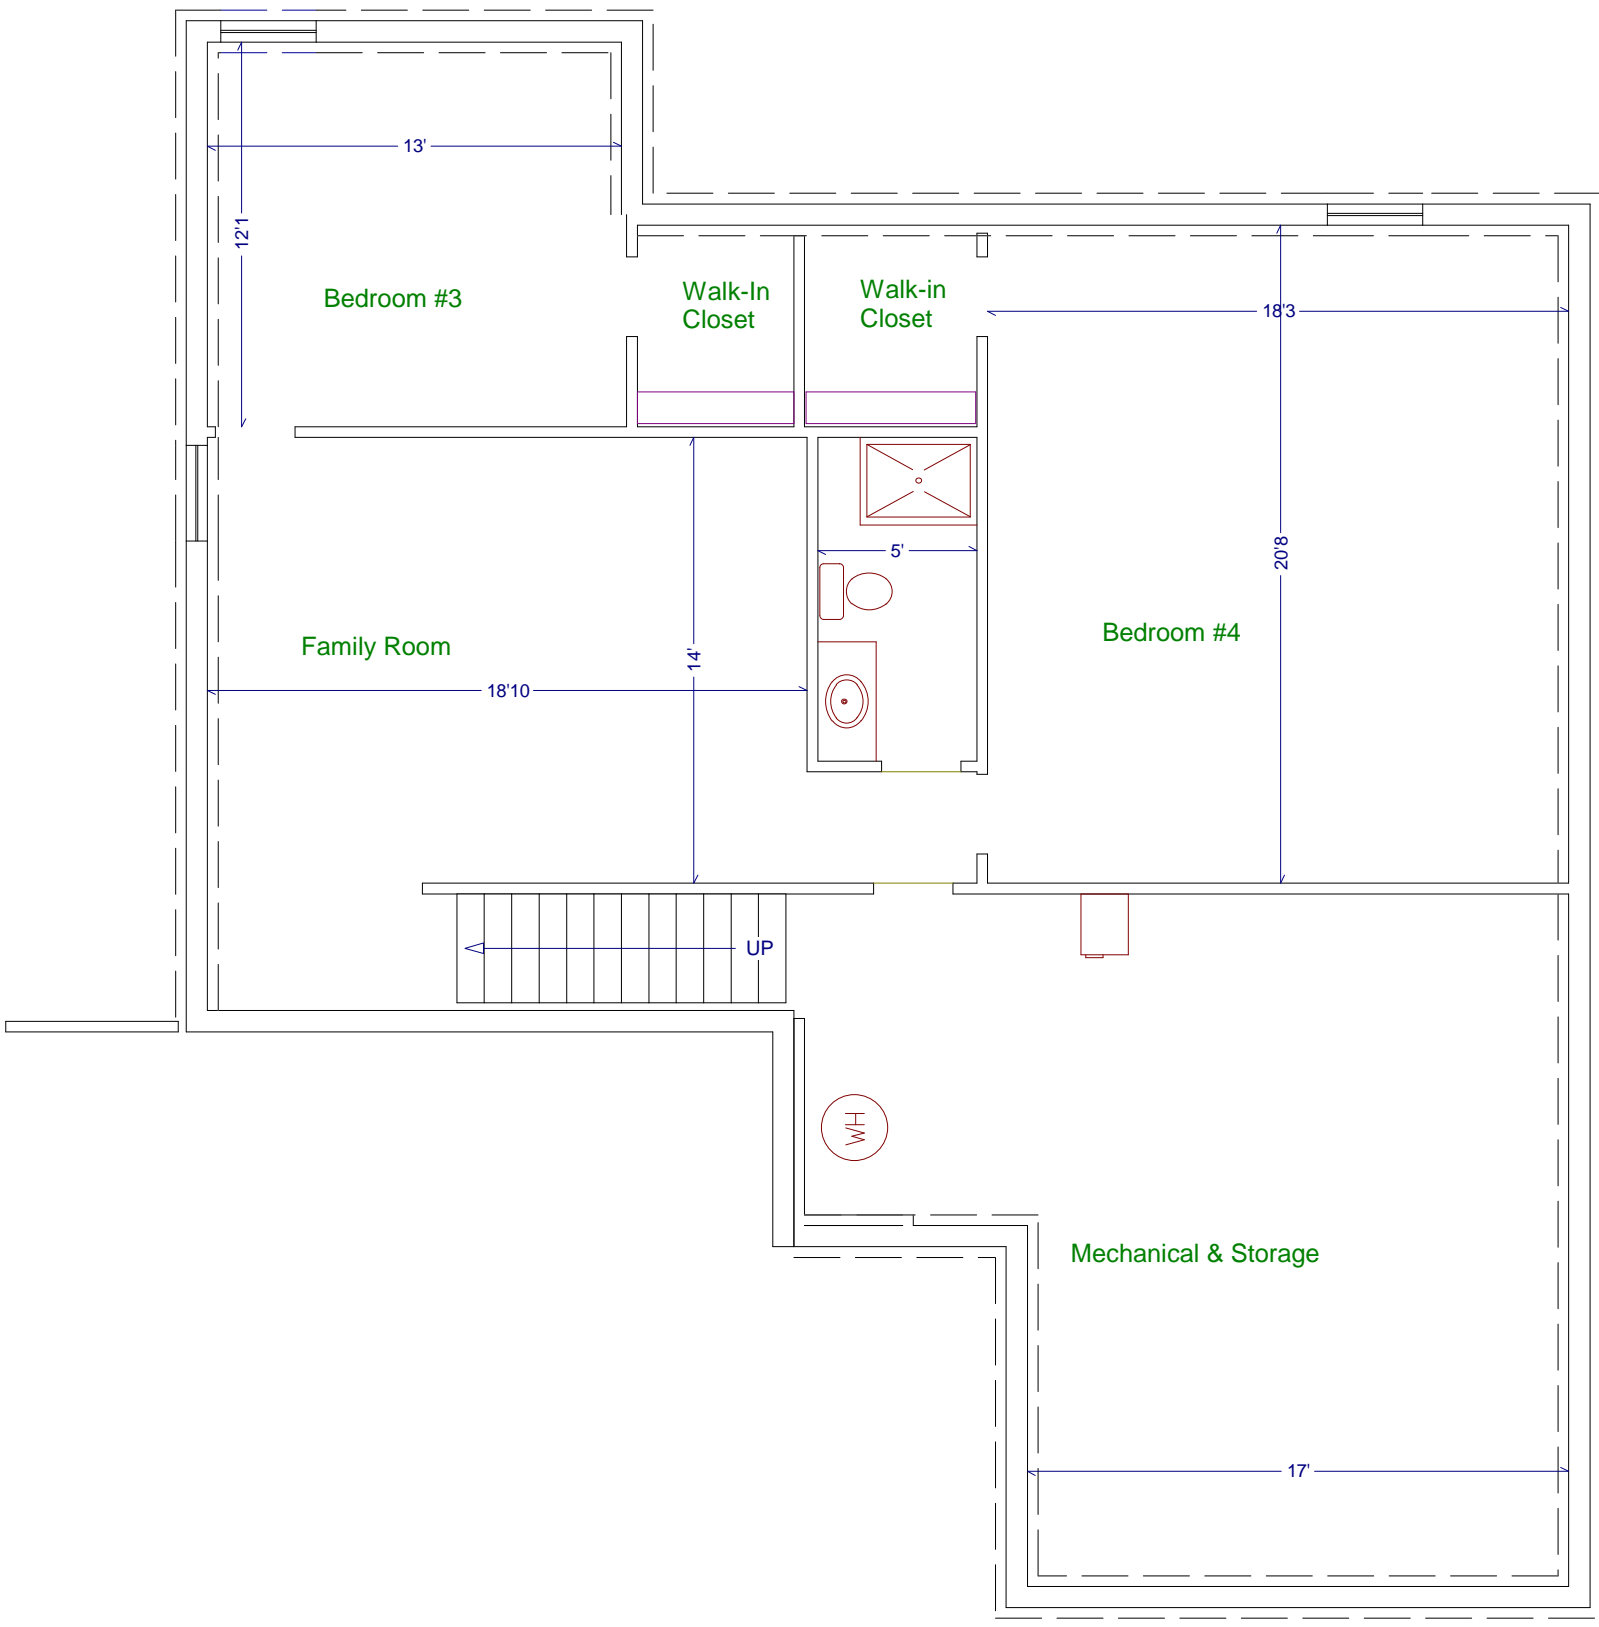 13'
12'1
Bedroom #3
Walk-In
Closet
Walk-in
Closet
18'3
5'
20'8
Bedroom #4
Family Room
14'
18'10
UP
WH
Mechanical & Storage
17'